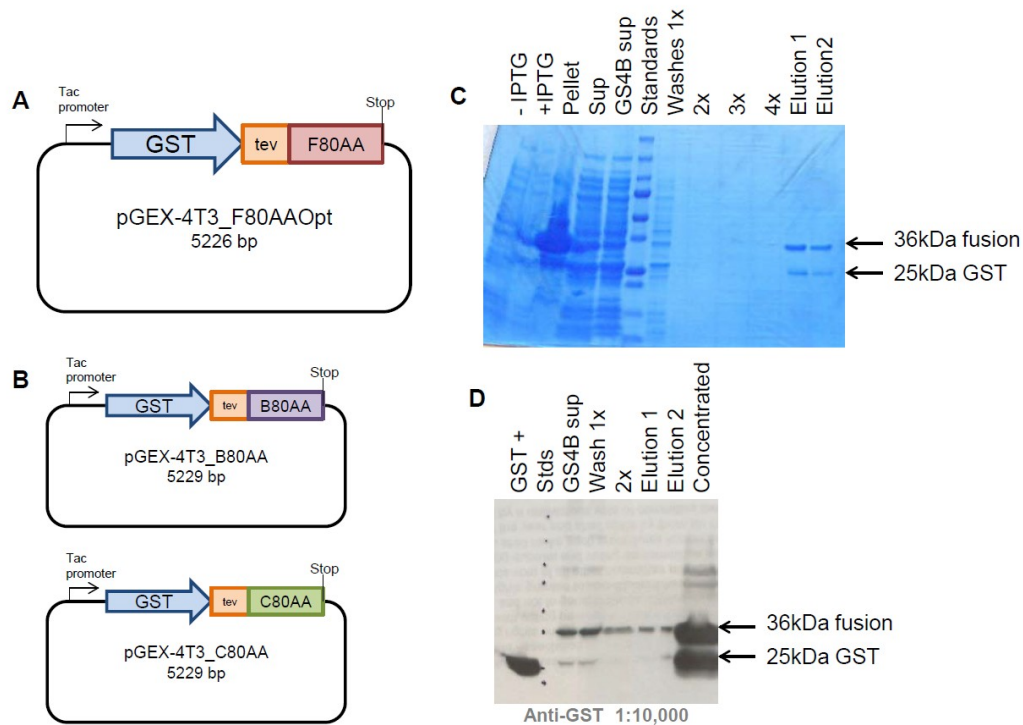 A
Tac
promoter
Stop
GST
tev
F80AA
pGEX-4T3_F80AAOpt
5226 bp
B
Tac
promoter
Stop
GST
tev
B80AA
pGEX-4T3_B80AA
5229 bp
Tac
promoter
Stop
GST
tev
C80AA
pGEX-4T3_C80AA
5229 bp
C
- IPTG
+IPTG
Pellet
Sup
GS4B sup
Standards
Washes 1x
2x
3x
4x
Elution 1
Elution2
36kDa fusion
25kDa GST
D
GST +
Stds
GS4B sup
Wash 1x
2x
Elution 1
Elution 2
Concentrated
36kDa fusion
25kDa GST
Anti-GST 1:10,000